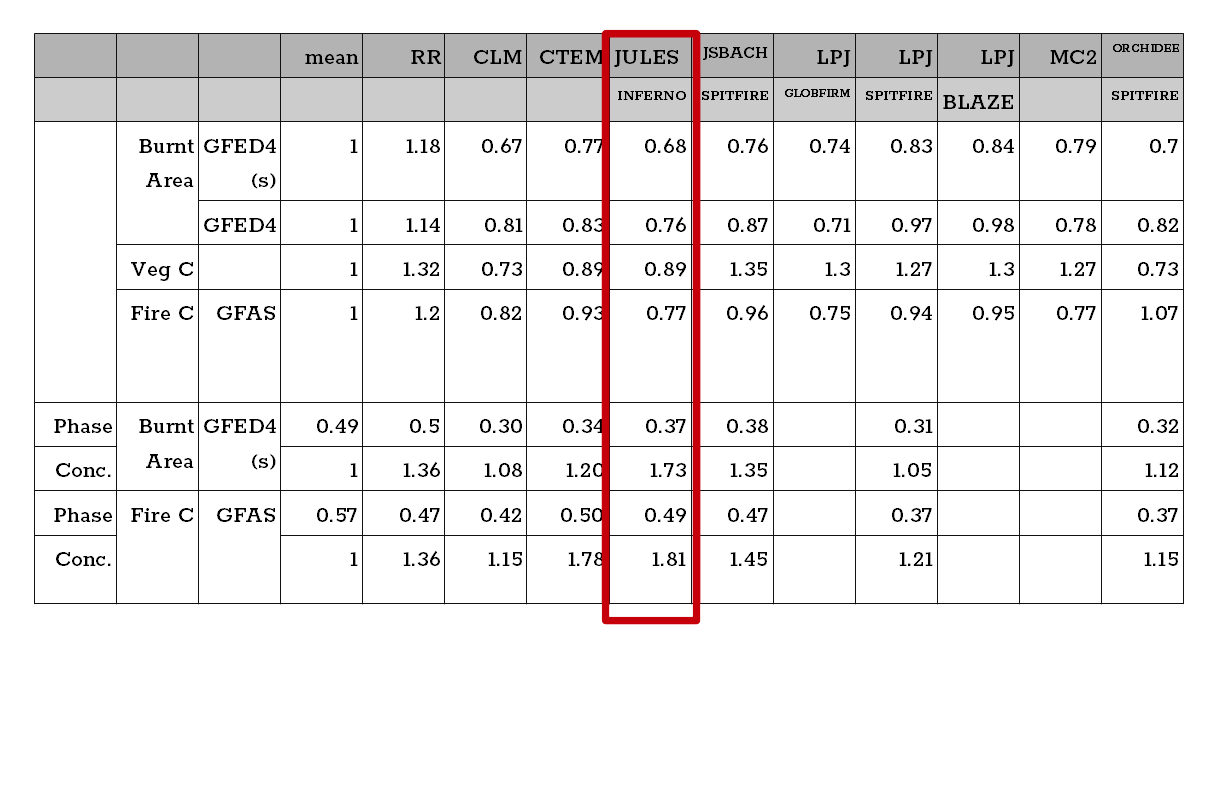 mean RR CLM CTEM JULES JSBACH LPJ LPJ LPJ MC2 ORCHIDEE
INFERNO SPITFIRE GLOBFIRM SPITFIRE BLAZE SPITFIRE
Burnt GFED4 1 1.18 0.67 0.77 0.68 0.76 0.74 0.83 0.84 0.79 0.7
Area (s)
GFED4 1 1.14 0.81 0.83 0.76 0.87 0.71 0.97 0.98 0.78 0.82
Veg C 1 1.32 0.73 0.89 0.89 1.35 1.3 1.27 1.3 1.27 0.73
Fire C GFAS 1 1.2 0.82 0.93 0.77 0.96 0.75 0.94 0.95 0.77 1.07
Phase Burnt GFED4 0.49 0.5 0.30 0.34 0.37 0.38 0.31 0.32
Conc. Area (s) 1 1.36 1.08 1.20 1.73 1.35 1.05 1.12
Phase Fire C GFAS 0.57 0.47 0.42 0.50 0.49 0.47 0.37 0.37
Conc. 1 1.36 1.15 1.78 1.81 1.45 1.21 1.15